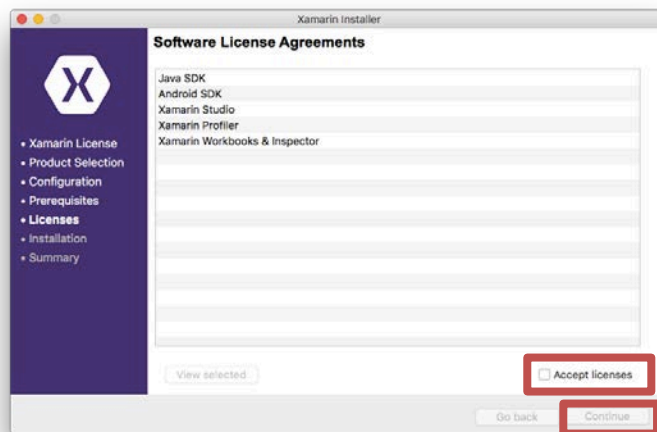 Xamarin Installer
Software License Agreements
Java SDK
Android SDK
Xamarin Studio
Xamarin Profiler
Xamarin Workbooks & Inspector
• Xamarin License
• Product Selection
• Configuration
• Prerequisites
• Licenses
• Installation
• Summary
View selected
Accept licenses
Go back
Continue